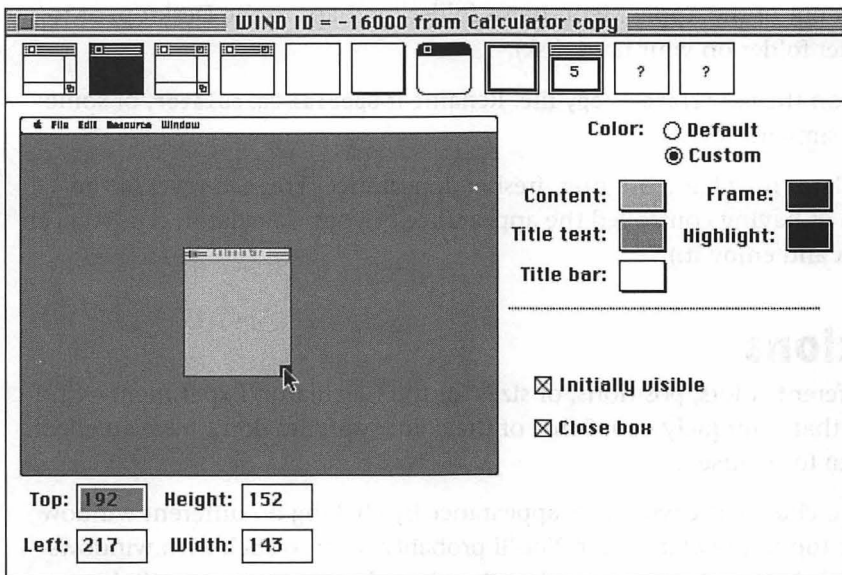 WIND ID = -16000 from Calculator copy
5 ? ?
File Edit Resource Window
Calculator
Color: Default
Custom
Content: Frame:
Title text: Highlight:
Title bar:
Initially visible
Close box
Top: 192 Height: 152
Left: 217 Width: 143